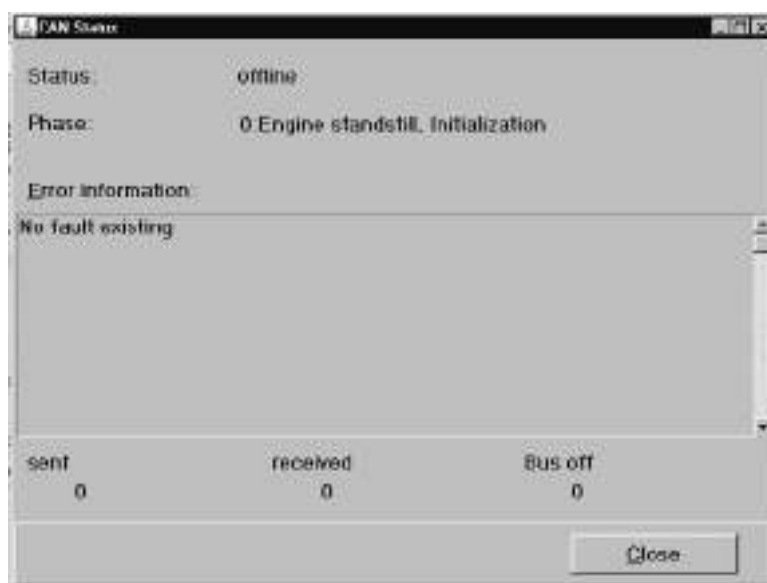 CAN Status
Status: offline
Phase: 0 Engine standstill, Initialization
Error information:
No fault existing
sent received Bus off
0 0 0
Close